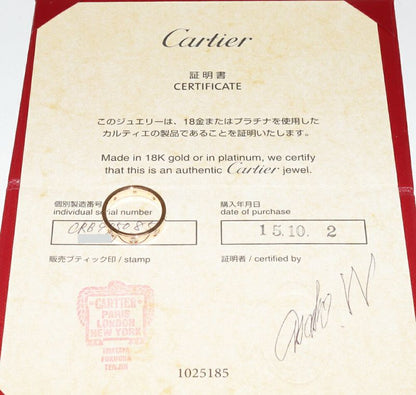 Cartier
証明書
CERTIFICATE
このジュエリーは、18金またはプラチナを使用した
カルティエの製品であることを証明いたします。
Made in 18K gold or in platinum, we certify
that this is an authentic Cartier jewel.
個別製造番号
individual serial number
購入年月日
date of purchase
15.10. 2
販売ブティック印 / stamp
証明者 / certified by
CARTIER
PARIS
LONDON
NEW YORK
FUKUOKA
TENJIN
1025185